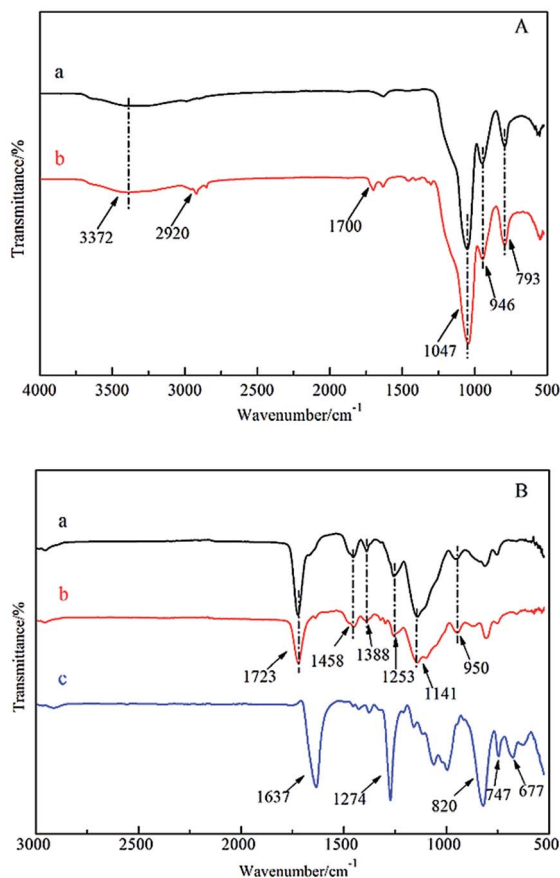 A
a
b
3372
2920
1700
1047
946
793
Transmittance/%
4000 3500 3000 2500 2000 1500 1000 500
Wavenumber/cm-1
B
a
b
1723
1458
1388
1253
1141
950
c
1637
1274
820
747
677
Transmittance/%
3000 2500 2000 1500 1000 500
Wavenumber/cm-1